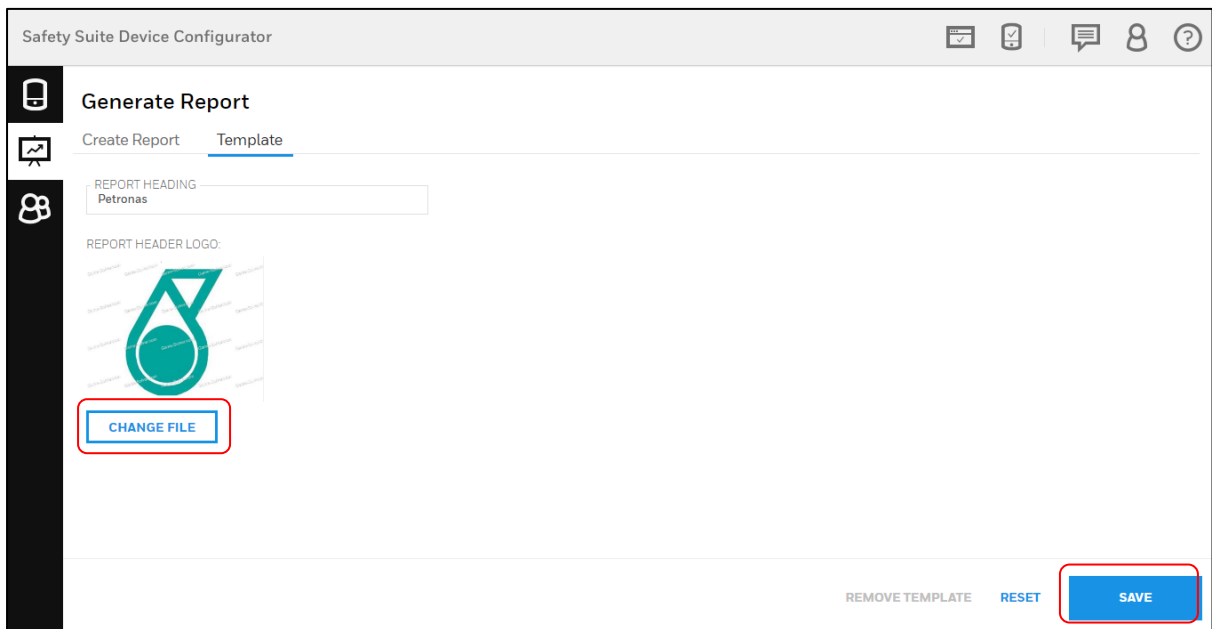 Safety Suite Device Configurator
Generate Report
Create Report Template
REPORT HEADING
Petronas
REPORT HEADER LOGO:
CHANGE FILE
REMOVE TEMPLATE RESET SAVE